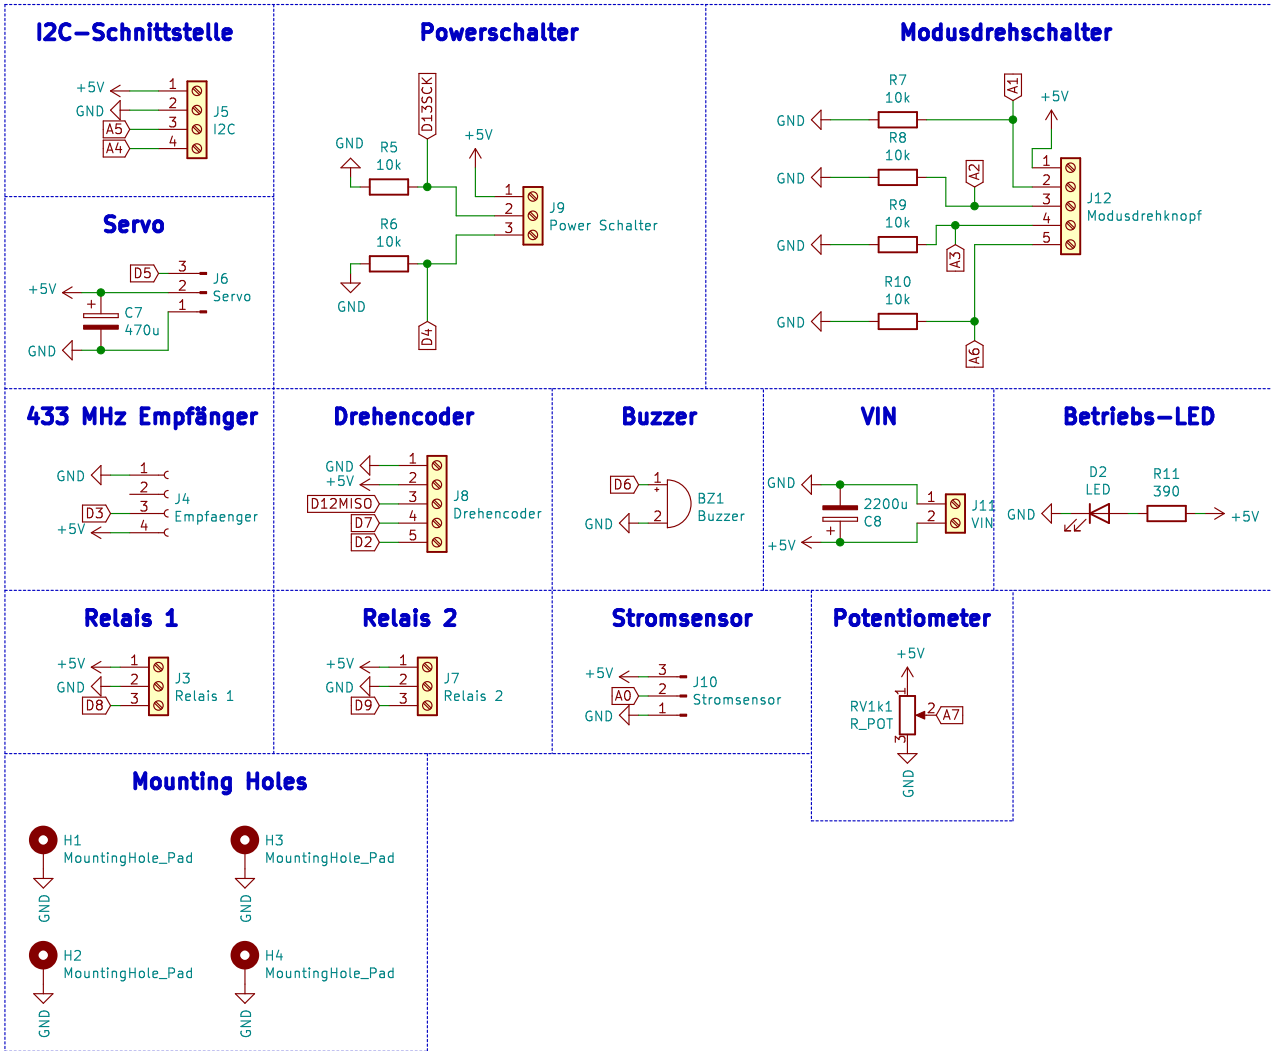 I2C-Schnittstelle
+5V
GND
A5
A4
1
2
3
4
J5
I2C
Powerschalter
D13SCK
GND
R5
10k
+5V
R6
10k
GND
1
2
3
J9
Power Schalter
D4
Modusdrehschalter
R7
10k
GND
A1
+5V
R8
10k
GND
A2
R9
10k
GND
A3
R10
10k
GND
A6
1
2
3
4
5
J12
Modusdrehknopf
Servo
D5
+5V
GND
+
C7
470u
3
2
1
J6
Servo
433 MHz Empfänger
GND
D3
+5V
1
2
3
4
J4
Empfaenger
Drehencoder
GND
+5V
D12MISO
D7
D2
1
2
3
4
5
J8
Drehencoder
Buzzer
D6
GND
1
+
2
BZ1
Buzzer
VIN
GND
+5V
2200u
C8
+
1
2
J11
VIN
Betriebs-LED
D2
LED
R11
390
GND
+5V
Relais 1
+5V
GND
D8
1
2
3
J3
Relais 1
Relais 2
+5V
GND
D9
1
2
3
J7
Relais 2
Stromsensor
+5V
A0
GND
3
2
1
J10
Stromsensor
Potentiometer
+5V
1
RV1k1
R_POT
2
A7
3
GND
Mounting Holes
H1
MountingHole_Pad
GND
H3
MountingHole_Pad
GND
H2
MountingHole_Pad
GND
H4
MountingHole_Pad
GND